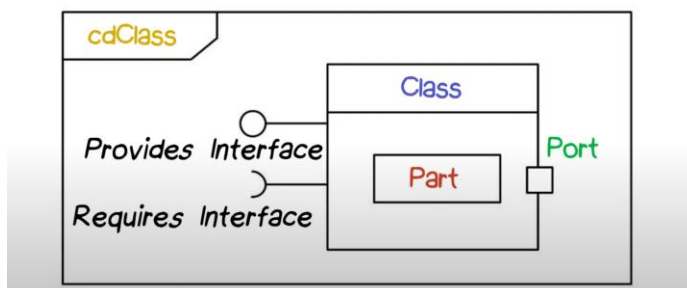 cdClass
Class
Provides Interface
Port
Part
Requires Interface